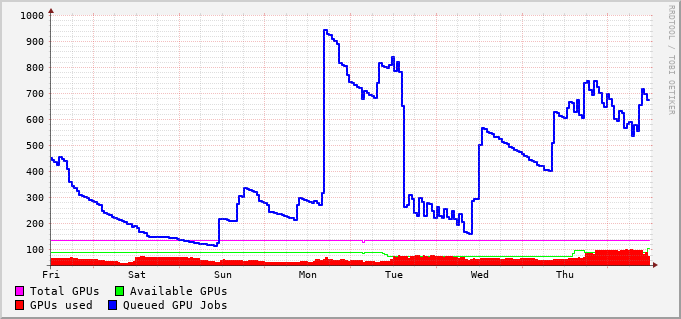 1000
900
800
700
600
500
400
300
200
100
Fri Sat Sun Mon Tue Wed Thu
Total GPUs Available GPUs
GPUs used Queued GPU Jobs
RRDTOOL / TOBI OETIKER